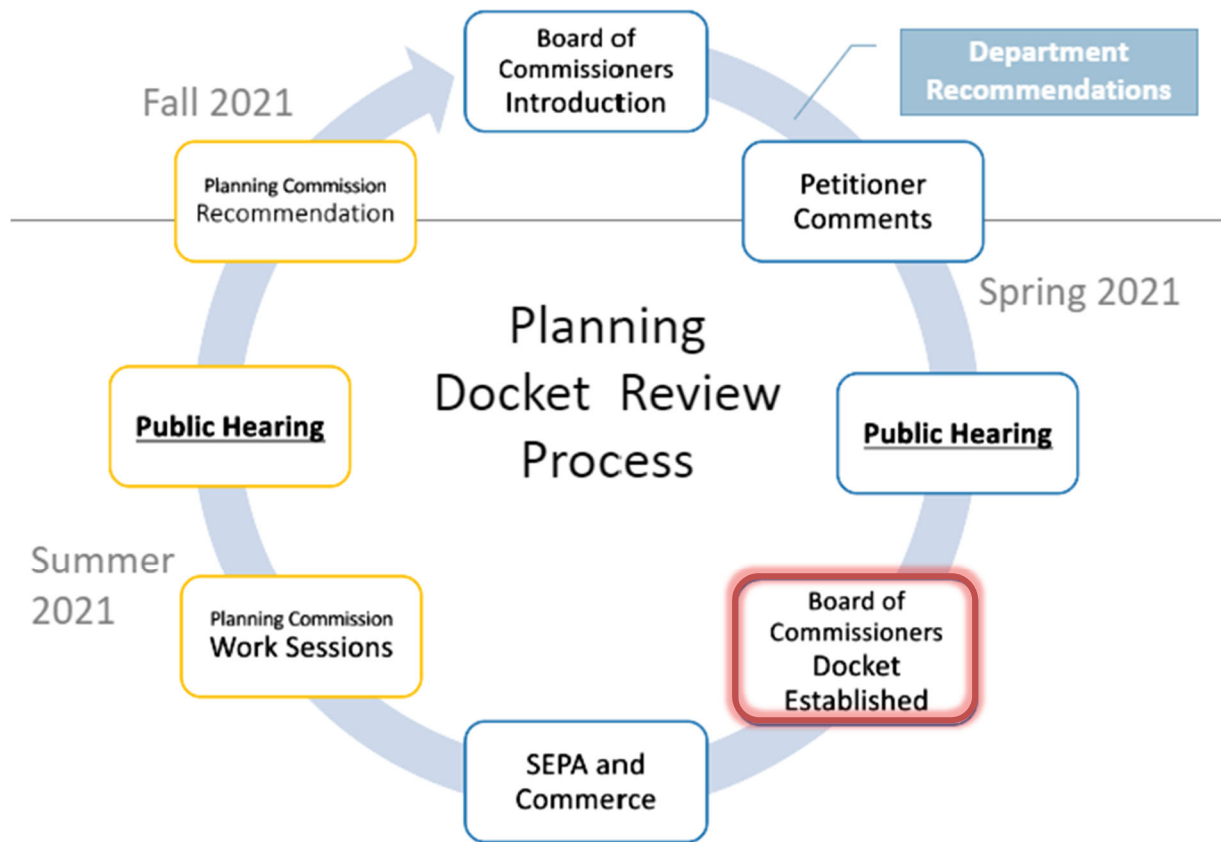 Board of
Commissioners
Introduction
Department
Recommendations
Fall 2021
Planning Commission
Recommendation
Petitioner
Comments
Spring 2021
Planning
Docket Review
Process
Public Hearing
Public Hearing
Summer
2021
Planning Commission
Work Sessions
Board of
Commissioners
Docket
Established
SEPA and
Commerce